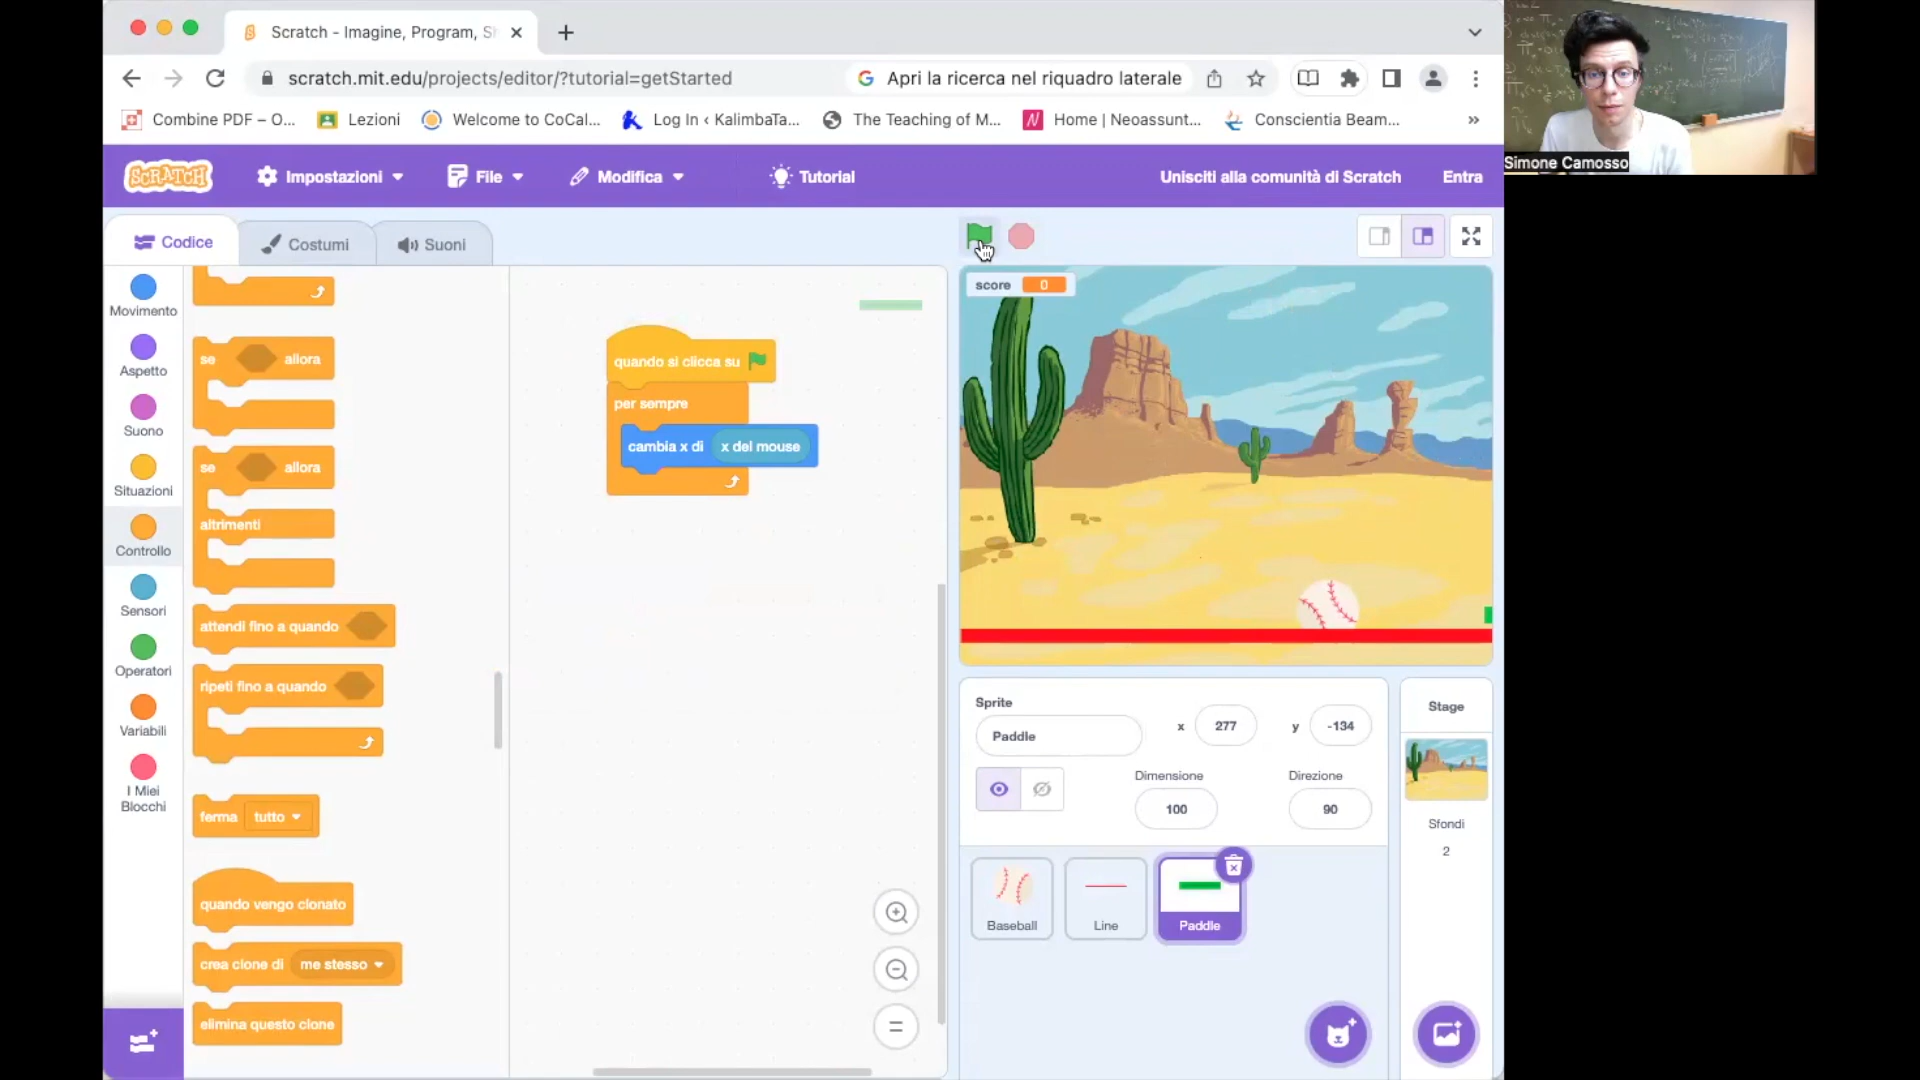 Scratch - Imagine, Program, Sh
scratch.mit.edu/projects/editor/?tutorial=getStarted
Apri la ricerca nel riquadro laterale
Combine PDF – O...
Lezioni
Welcome to CoCal...
Log In ‹ KalimbaTa...
The Teaching of M...
Home | Neoassunt...
Conscientia Beam...
»
Simone Camosso
SCRATCH
Impostazioni
File
Modifica
Tutorial
Unisciti alla comunità di Scratch
Entra
Codice
Costumi
Suoni
Movimento
Aspetto
Suono
Situazioni
Controllo
Sensori
Operatori
Variabili
I Miei
Blocchi
se allora
se allora
altrimenti
attendi fino a quando
ripeti fino a quando
ferma tutto
quando vengo clonato
crea clone di me stesso
elimina questo clone
quando si clicca su
per sempre
cambia x di x del mouse
score 0
Sprite
Paddle
x 277
y -134
Dimensione
100
Direzione
90
Baseball
Line
Paddle
Stage
Sfondi
2